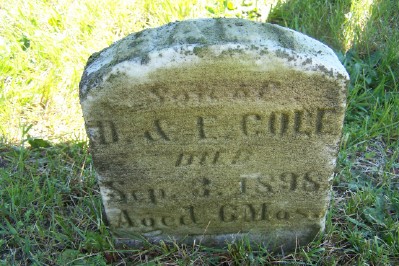 Son of
D. & E. COLE
DIED
Sep. 3. 1898.
Aged 6 Mos.